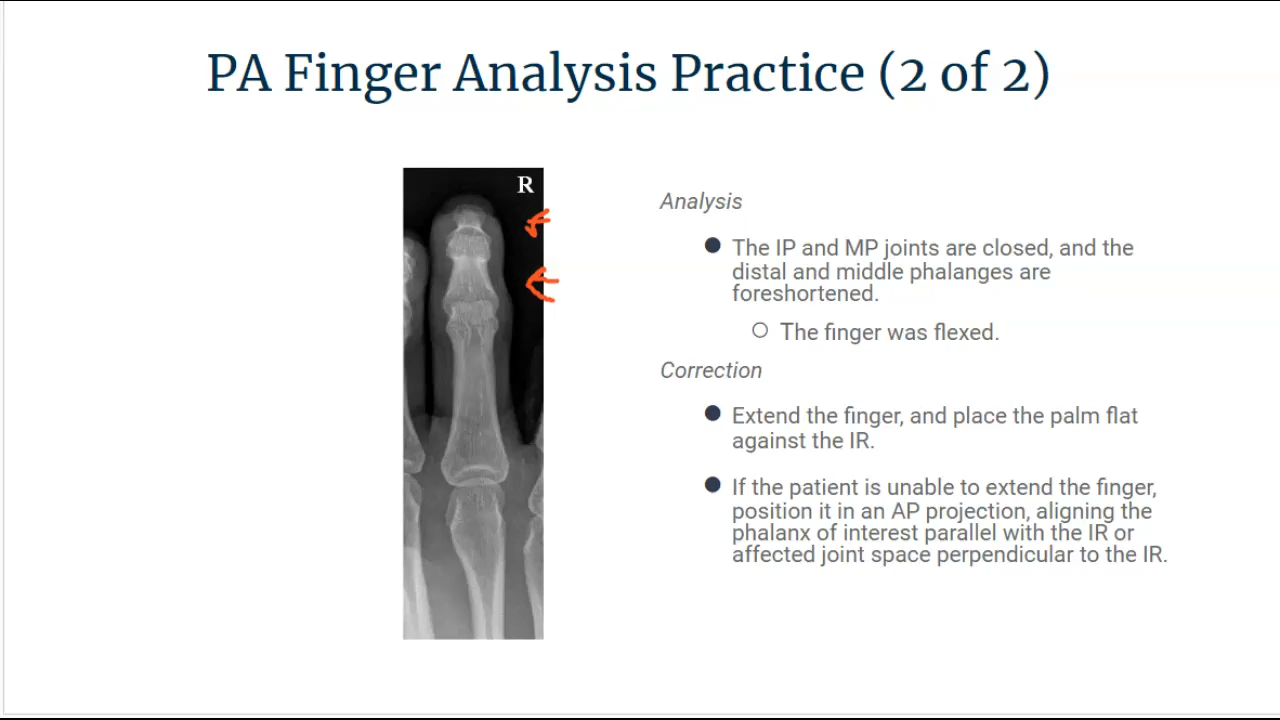 PA Finger Analysis Practice (2 of 2)
R
Analysis
The IP and MP joints are closed, and the
distal and middle phalanges are
foreshortened.
The finger was flexed.
Correction
Extend the finger, and place the palm flat
against the IR.
If the patient is unable to extend the finger,
position it in an AP projection, aligning the
phalanx of interest parallel with the IR or
affected joint space perpendicular to the IR.